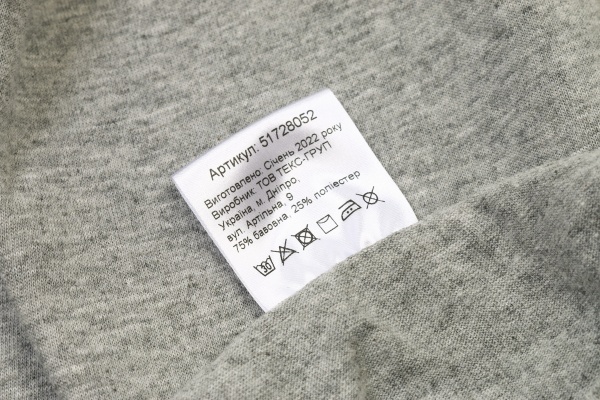 Артикул: 51728052
Виготовлено: Січень 2022 року
Виробник: ТОВ ТЕКС-ГРУП
Україна, м. Дніпро,
вул. Артільна, 9
75% бавовна, 25% поліестер
30°